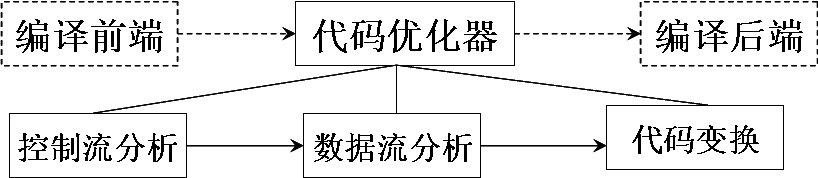 编译前端
代码优化器
编译后端
控制流分析
数据流分析
代码变换